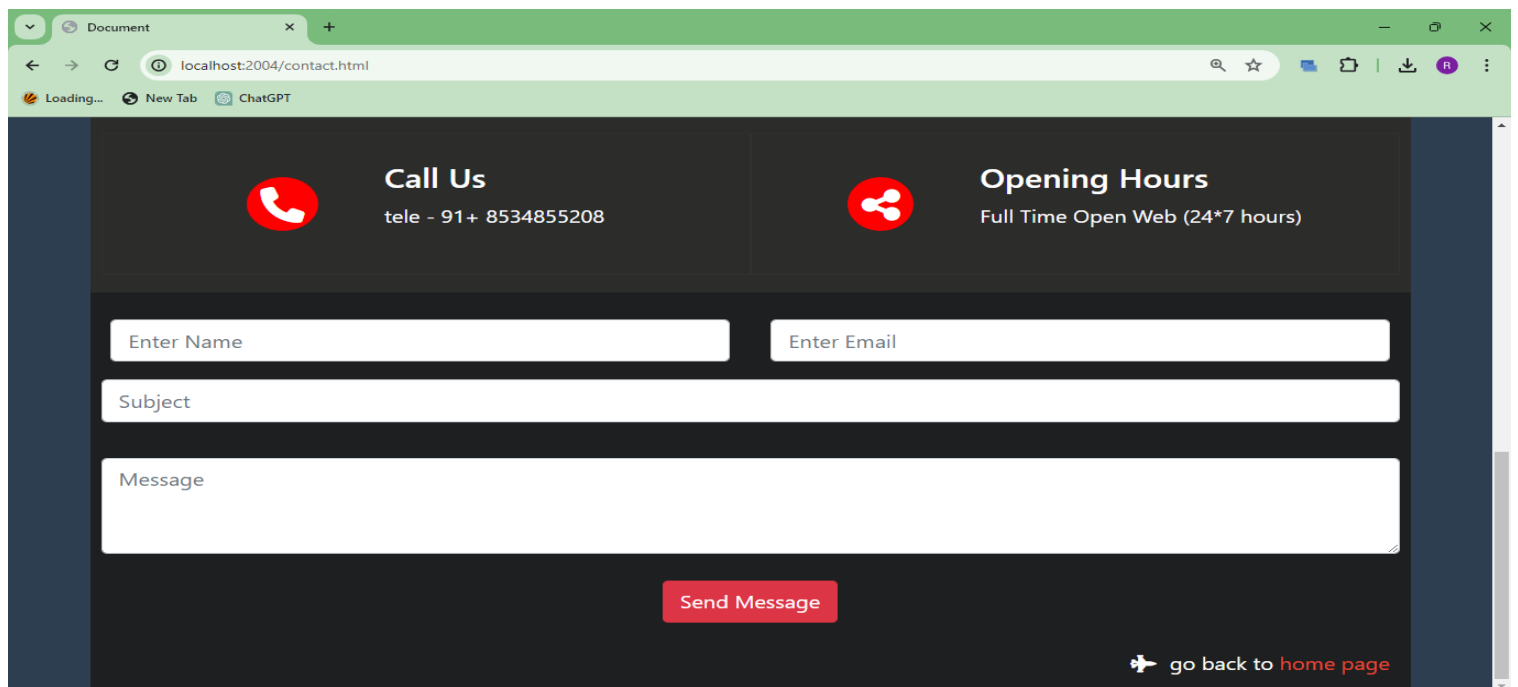 Document
localhost:2004/contact.html
R
Loading... New Tab ChatGPT
Call Us
tele - 91+ 8534855208
Opening Hours
Full Time Open Web (24*7 hours)
Enter Name
Enter Email
Subject
Message
Send Message
go back to home page